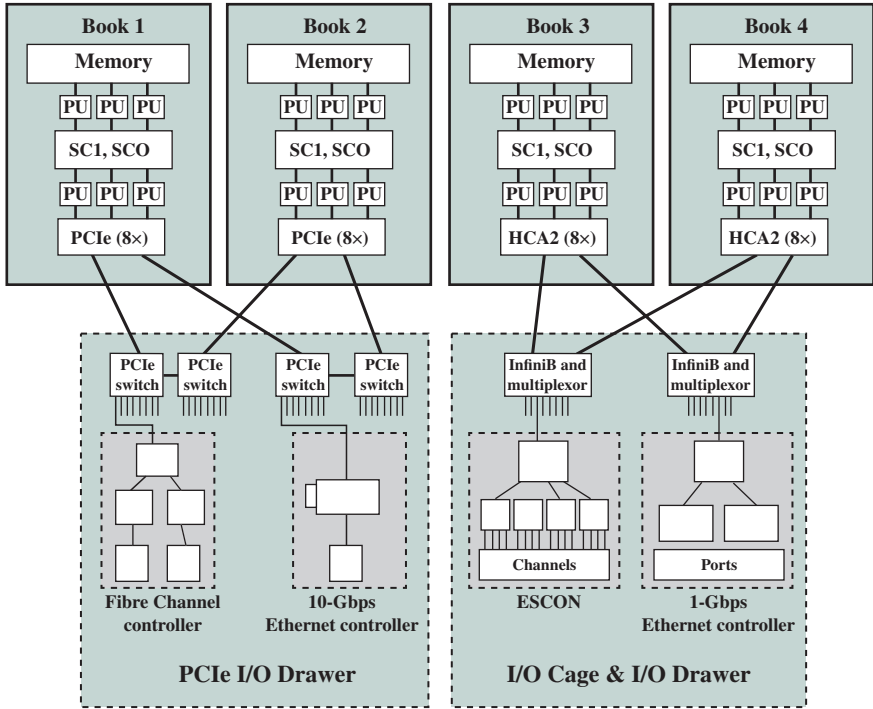 Book 1
Book 2
Book 3
Book 4
Memory
Memory
Memory
Memory
PU PU PU
PU PU PU
PU PU PU
PU PU PU
SC1, SCO
SC1, SCO
SC1, SCO
SC1, SCO
PU PU PU
PU PU PU
PU PU PU
PU PU PU
PCIe (8×)
PCIe (8×)
HCA2 (8×)
HCA2 (8×)
PCIe
switch
PCIe
switch
PCIe
switch
PCIe
switch
InfiniB and
multiplexor
InfiniB and
multiplexor
Channels
Ports
Fibre Channel
controller
10-Gbps
Ethernet controller
ESCON
1-Gbps
Ethernet controller
PCIe I/O Drawer
I/O Cage & I/O Drawer